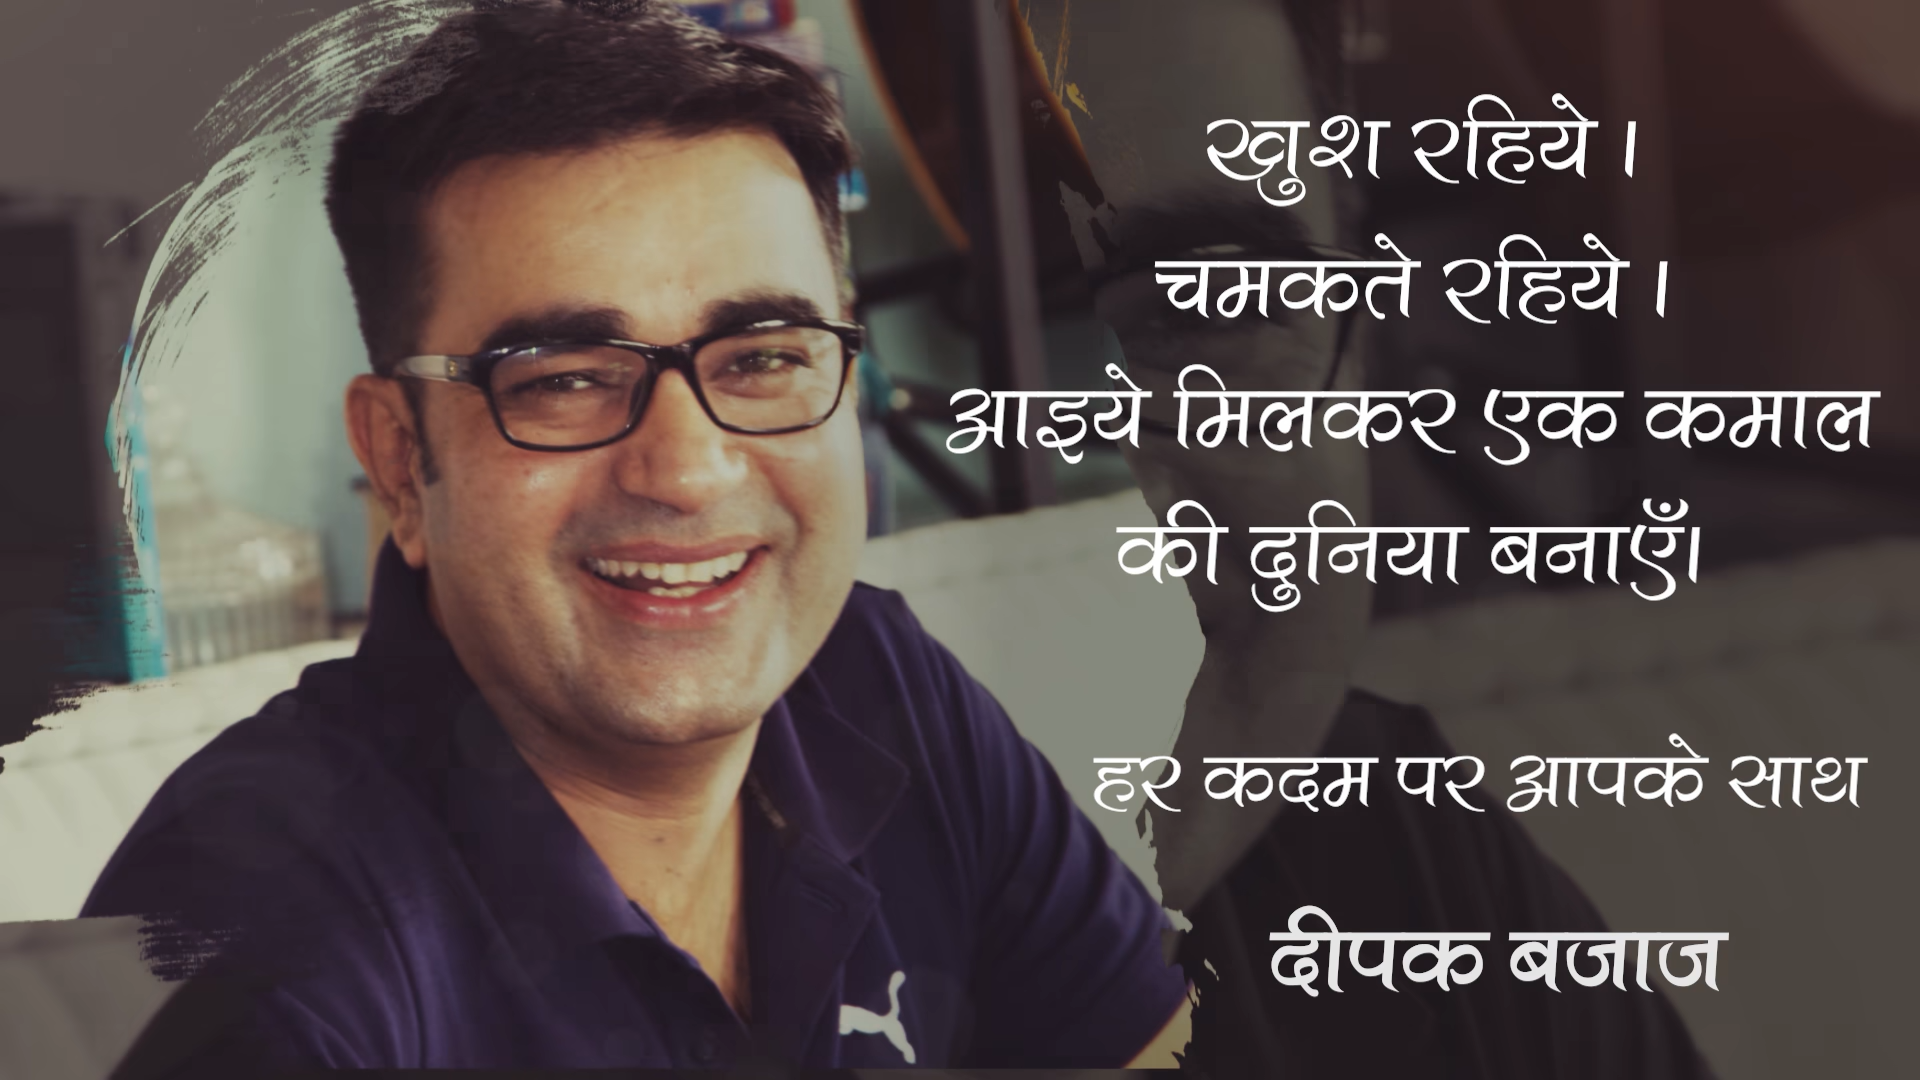 खुश रहिये ।
चमकते रहिये ।
आइये मिलकर एक कमाल
की दुनिया बनाएँ।
हर कदम पर आपके साथ
दीपक बजाज